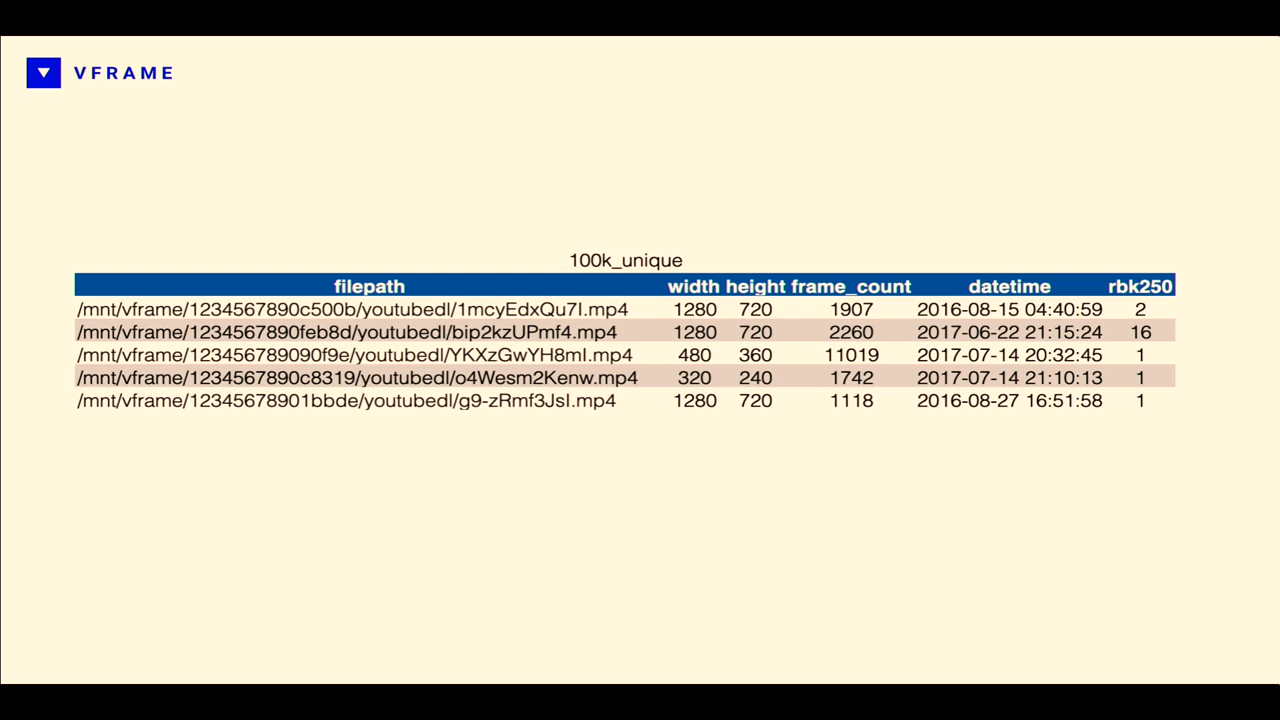 VFRAME
100k_unique
filepath width height frame_count datetime rbk250
/mnt/vframe/1234567890c500b/youtubedl/1mcyEdxQu7I.mp4 1280 720 1907 2016-08-15 04:40:59 2
/mnt/vframe/1234567890feb8d/youtubedl/bip2kzUPmf4.mp4 1280 720 2260 2017-06-22 21:15:24 16
/mnt/vframe/123456789090f9e/youtubedl/YKXzGwYH8mI.mp4 480 360 11019 2017-07-14 20:32:45 1
/mnt/vframe/1234567890c8319/youtubedl/o4Wesm2Kenw.mp4 320 240 1742 2017-07-14 21:10:13 1
/mnt/vframe/12345678901bbde/youtubedl/g9-zRmf3JsI.mp4 1280 720 1118 2016-08-27 16:51:58 1